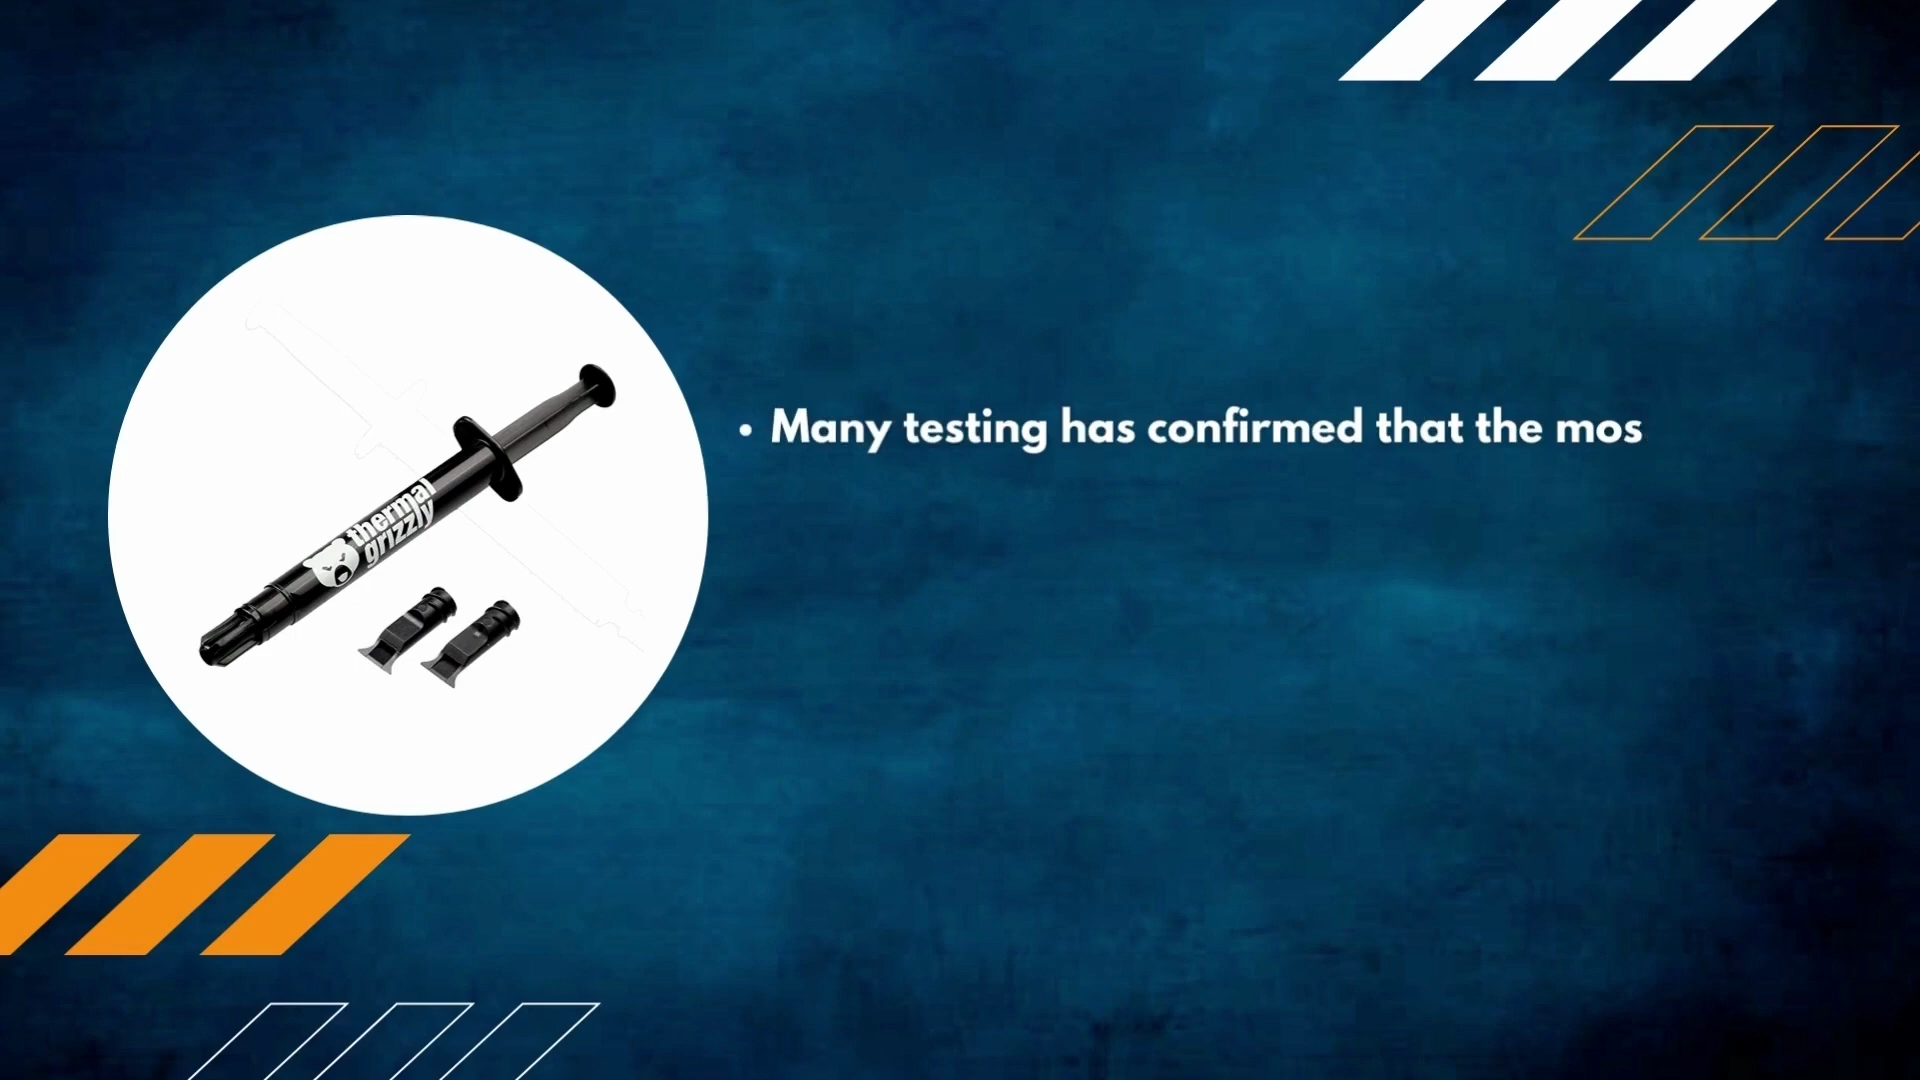 thermal
grizzly
• Many testing has confirmed that the mos